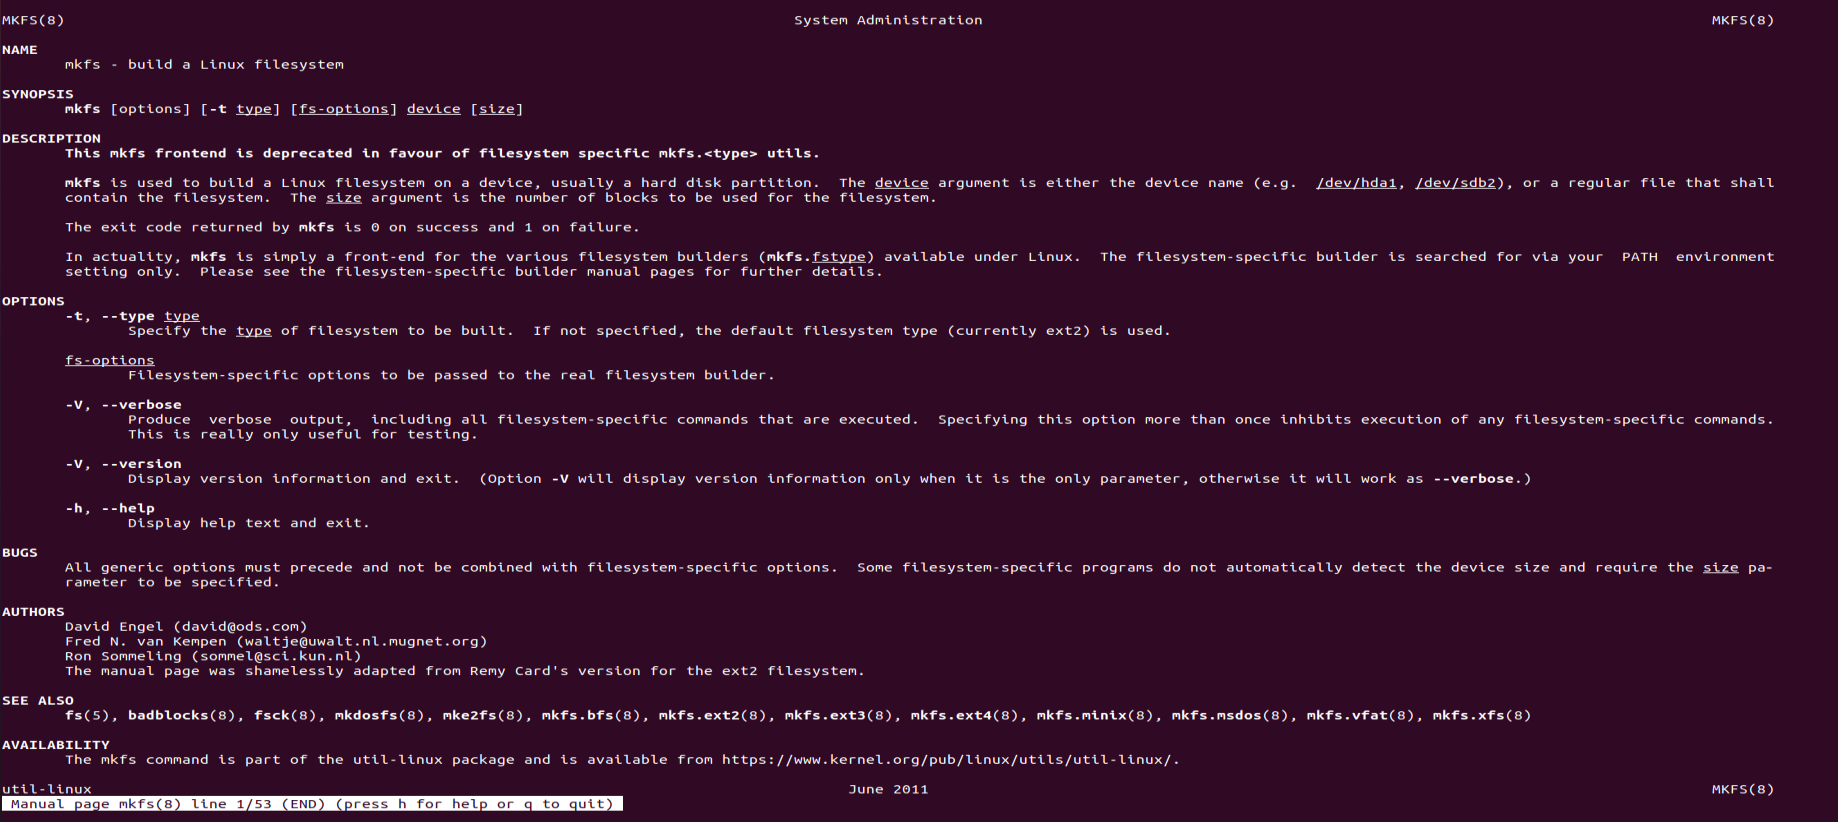 MKFS(8) System Administration MKFS(8)
NAME
mkfs - build a Linux filesystem
SYNOPSIS
mkfs [options] [-t type] [fs-options] device [size]
DESCRIPTION
This mkfs frontend is deprecated in favour of filesystem specific mkfs.<type> utils.
mkfs is used to build a Linux filesystem on a device, usually a hard disk partition.  The device argument is either the device name (e.g.  /dev/hda1, /dev/sdb2), or a regular file that shall
contain the filesystem.  The size argument is the number of blocks to be used for the filesystem.
The exit code returned by mkfs is 0 on success and 1 on failure.
In actuality, mkfs is simply a front-end for the various filesystem builders (mkfs.fstype) available under Linux.  The filesystem-specific builder is searched for via your  PATH  environment
setting only.  Please see the filesystem-specific builder manual pages for further details.
OPTIONS
-t, --type type
Specify the type of filesystem to be built.  If not specified, the default filesystem type (currently ext2) is used.
fs-options
Filesystem-specific options to be passed to the real filesystem builder.
-V, --verbose
Produce  verbose  output,  including all filesystem-specific commands that are executed.  Specifying this option more than once inhibits execution of any filesystem-specific commands.
This is really only useful for testing.
-V, --version
Display version information and exit.  (Option -V will display version information only when it is the only parameter, otherwise it will work as --verbose.)
-h, --help
Display help text and exit.
BUGS
All generic options must precede and not be combined with filesystem-specific options.  Some filesystem-specific programs do not automatically detect the device size and require the size pa-
rameter to be specified.
AUTHORS
David Engel (david@ods.com)
Fred N. van Kempen (waltje@uwalt.nl.mugnet.org)
Ron Sommeling (sommel@sci.kun.nl)
The manual page was shamelessly adapted from Remy Card's version for the ext2 filesystem.
SEE ALSO
fs(5), badblocks(8), fsck(8), mkdosfs(8), mke2fs(8), mkfs.bfs(8), mkfs.ext2(8), mkfs.ext3(8), mkfs.ext4(8), mkfs.minix(8), mkfs.msdos(8), mkfs.vfat(8), mkfs.xfs(8)
AVAILABILITY
The mkfs command is part of the util-linux package and is available from https://www.kernel.org/pub/linux/utils/util-linux/.
util-linux June 2011 MKFS(8)
Manual page mkfs(8) line 1/53 (END) (press h for help or q to quit)